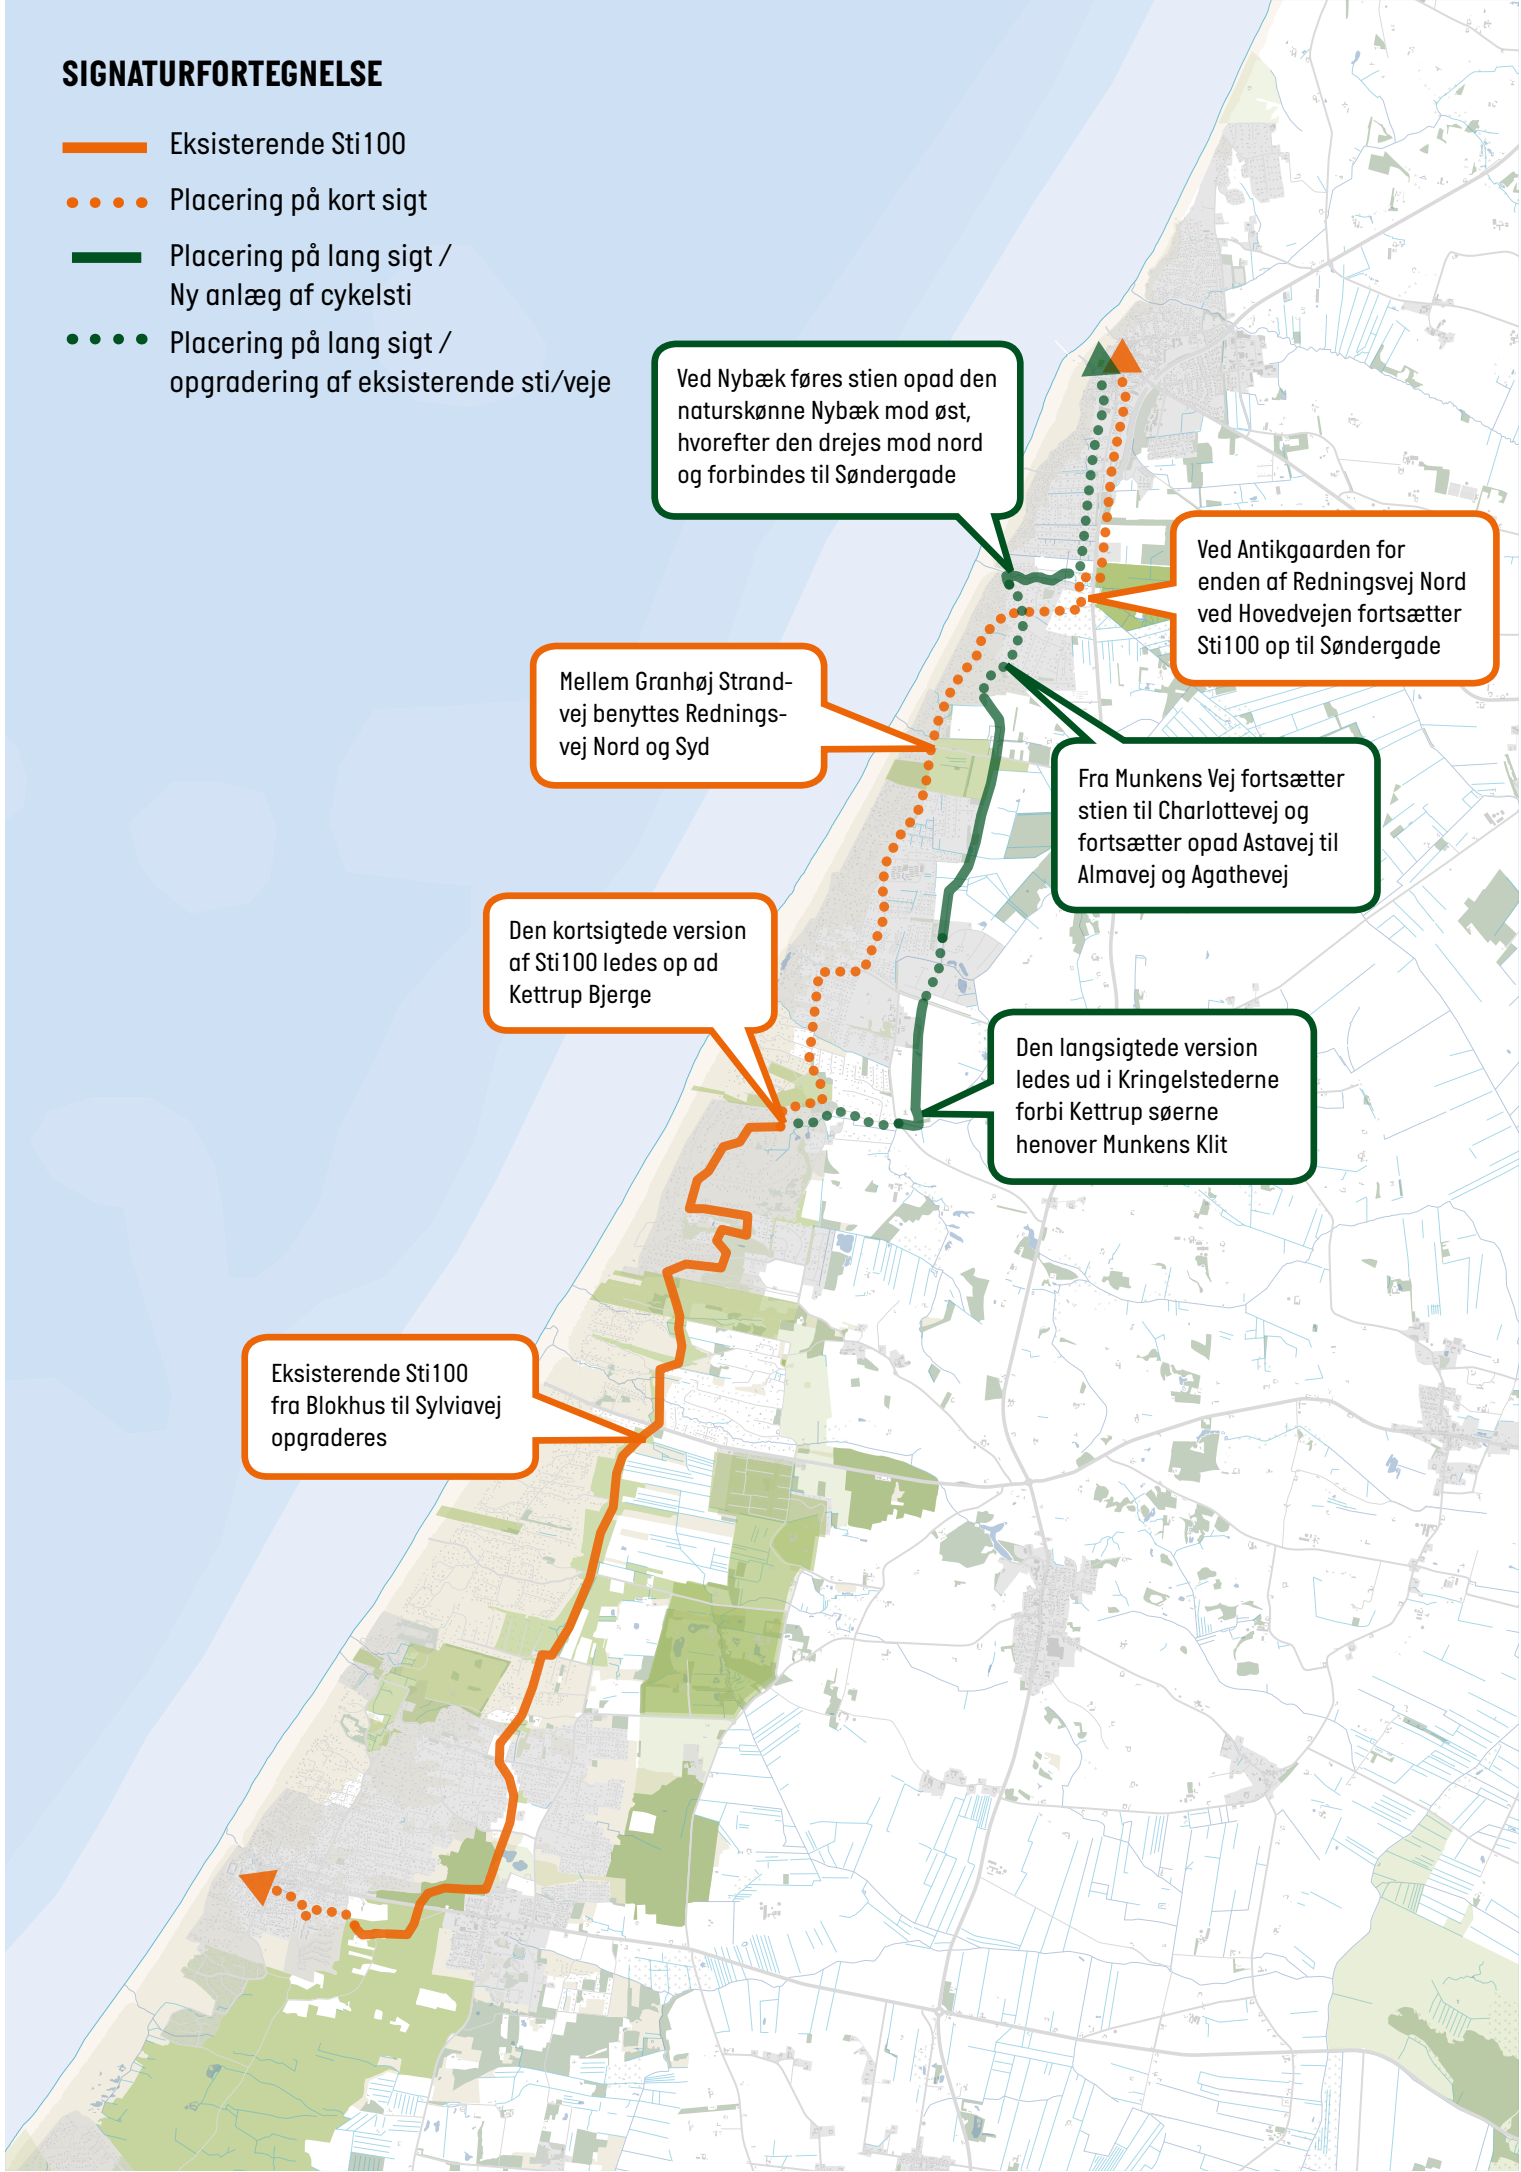 SIGNATURFORTEGNELSE
Eksisterende Sti100
Placering på kort sigt
Placering på lang sigt /
Ny anlæg af cykelsti
Placering på lang sigt /
opgradering af eksisterende sti/veje
Ved Nybæk føres stien opad den
naturskønne Nybæk mod øst,
hvorefter den drejes mod nord
og forbindes til Søndergade
Ved Antikgaarden for
enden af Redningsvej Nord
ved Hovedvejen fortsætter
Sti100 op til Søndergade
Mellem Granhøj Strand-
vej benyttes Rednings-
vej Nord og Syd
Fra Munkens Vej fortsætter
stien til Charlottevej og
fortsætter opad Astavej til
Almavej og Agathevej
Den kortsigtede version
af Sti100 ledes op ad
Kettrup Bjerge
Den langsigtede version
ledes ud i Kringelstederne
forbi Kettrup søerne
henover Munkens Klit
Eksisterende Sti100
fra Blokhus til Sylviavej
opgraderes